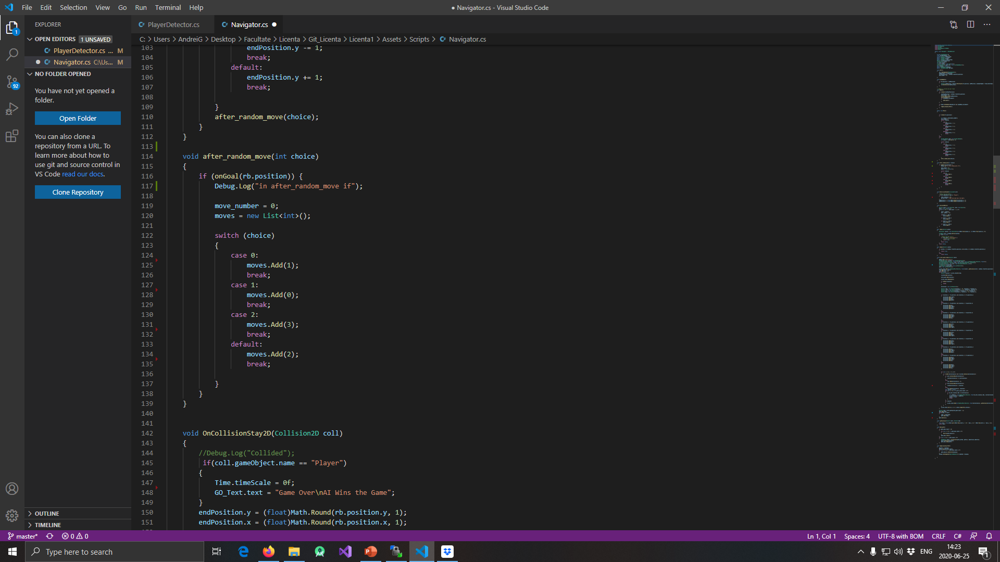 File Edit Selection View Go Run Terminal Help
● Navigator.cs - Visual Studio Code
EXPLORER
OPEN EDITORS 1 UNSAVED
PlayerDetector.cs ... M
Navigator.cs C:\Us... M
NO FOLDER OPENED
You have not yet opened a
folder.
Open Folder
You can also clone a
repository from a URL. To
learn more about how to
use git and source control in
VS Code read our docs.
Clone Repository
OUTLINE
TIMELINE
1
92
PlayerDetector.cs
Navigator.cs
C: > Users > AndreiG > Desktop > Facultate > Licenta > Git_Licenta > Licenta1 > Assets > Scripts > Navigator.cs
103 endPosition.y -= 1;
104 break;
105 default:
106 endPosition.y += 1;
107 break;
108
109 }
110 after_random_move(choice);
111 }
112 }
113
114 void after_random_move(int choice)
115 {
116 if (onGoal(rb.position)) {
117 Debug.Log("in after_random_move if");
118
119 move_number = 0;
120 moves = new List<int>();
121
122 switch (choice)
123 {
124 case 0:
125 moves.Add(1);
126 break;
127 case 1:
128 moves.Add(0);
129 break;
130 case 2:
131 moves.Add(3);
132 break;
133 default:
134 moves.Add(2);
135 break;
136
137 }
138 }
139 }
140
141
142 void OnCollisionStay2D(Collision2D coll)
143 {
144 //Debug.Log("Collided");
145 if(coll.gameObject.name == "Player")
146 {
147 Time.timeScale = 0f;
148 GO_Text.text = "Game Over\nAI Wins the Game";
149 }
150 endPosition.y = (float)Math.Round(rb.position.y, 1);
151 endPosition.x = (float)Math.Round(rb.position.x, 1);
master* 0 0
Ln 1, Col 1 Spaces: 4 UTF-8 with BOM CRLF C#
Type here to search
ENG
14:23
2020-06-25
1